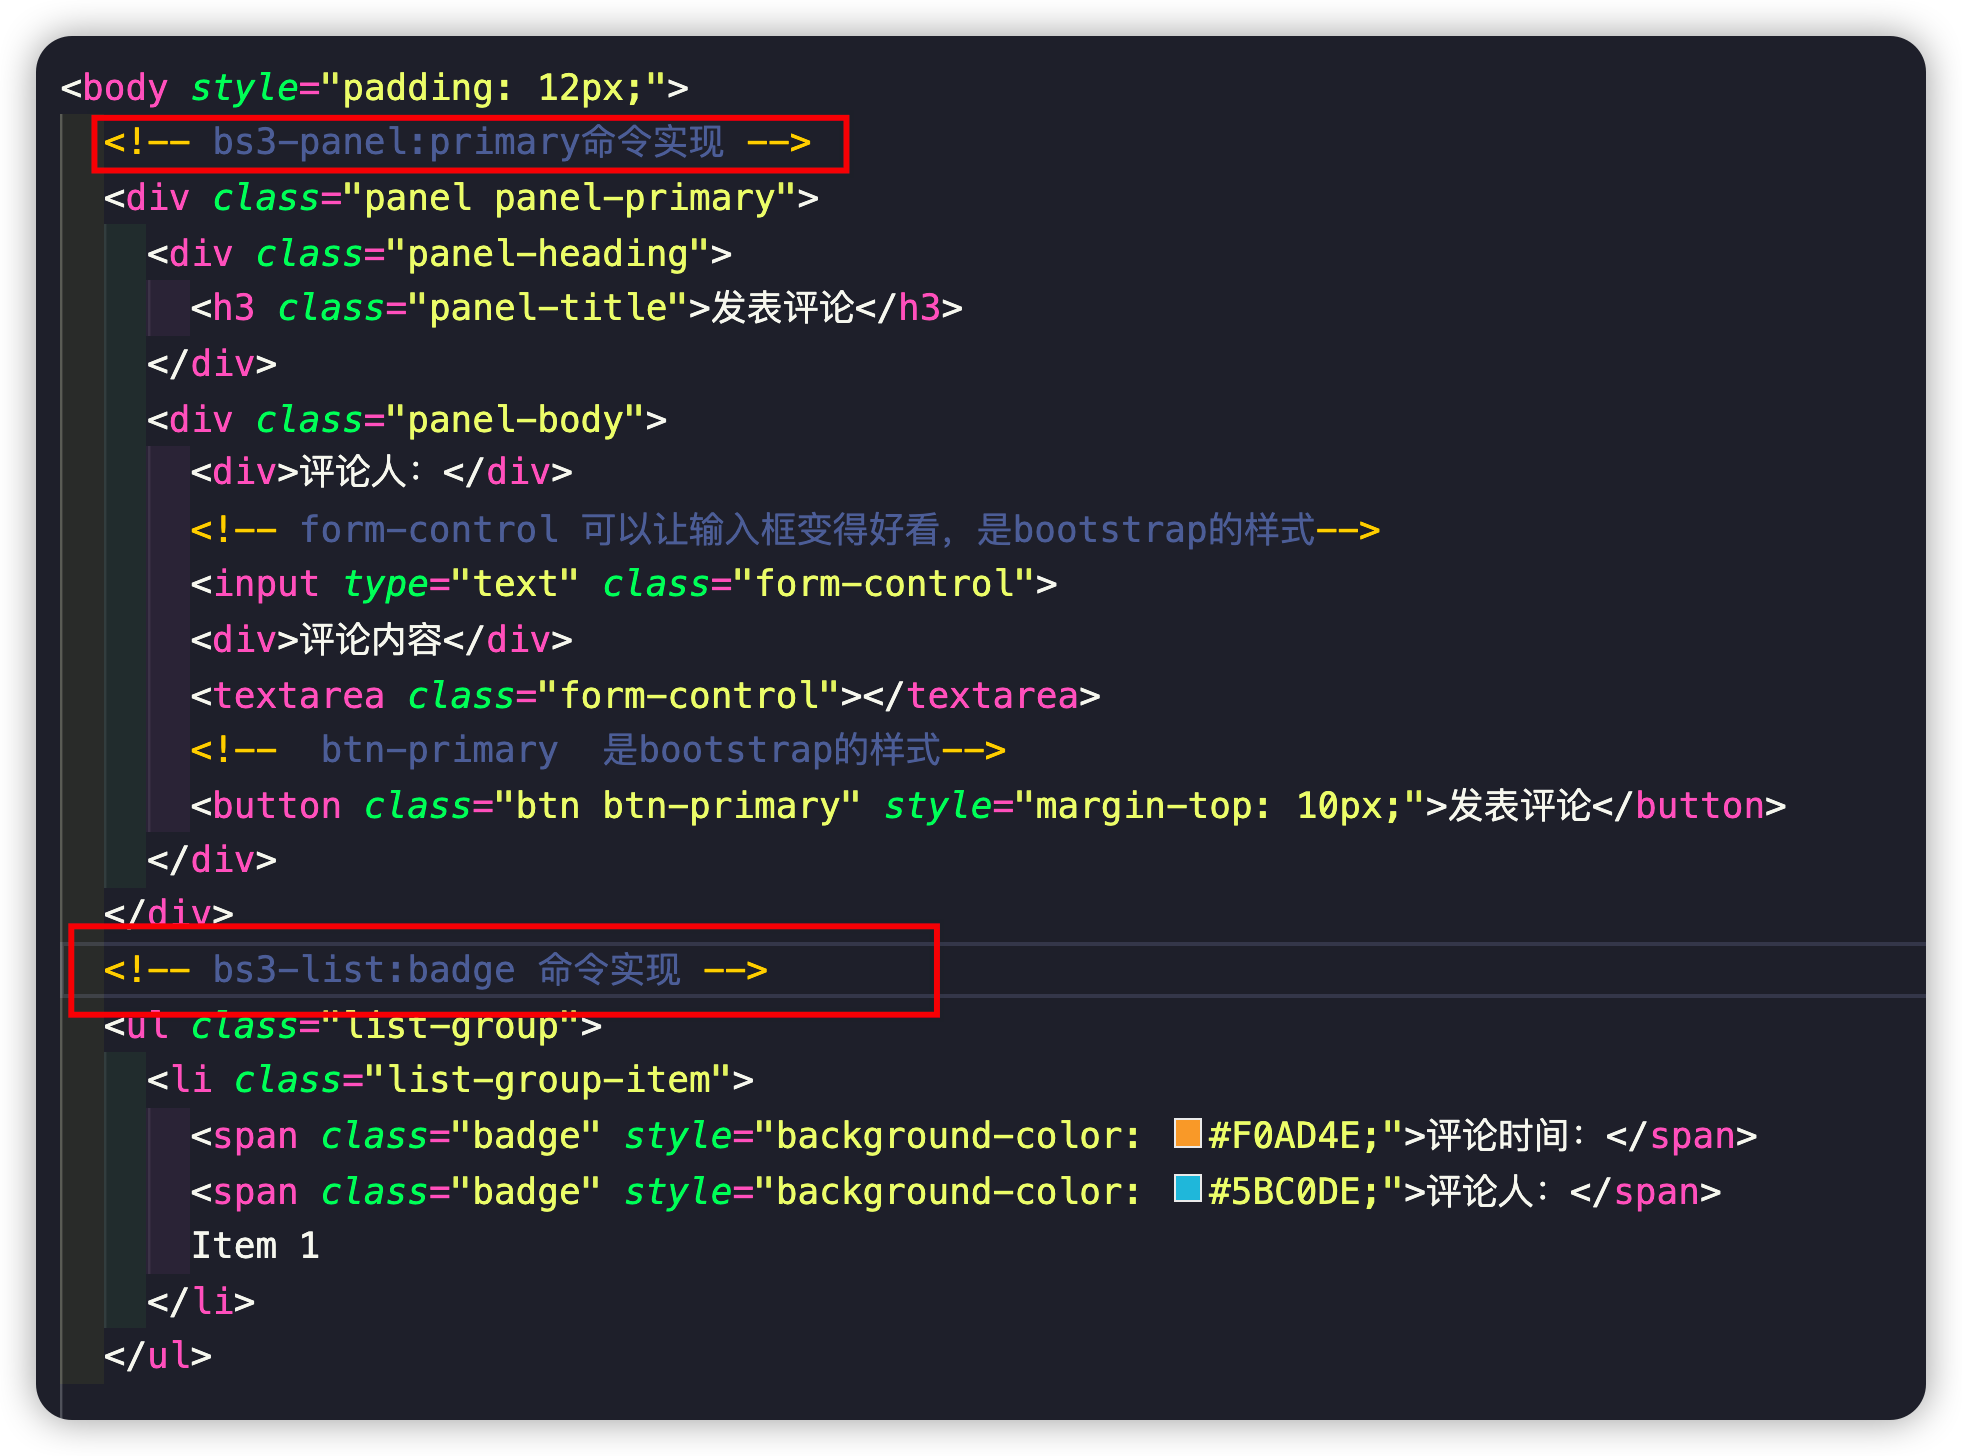 <body style="padding: 12px;">
<!-- bs3-panel:primary命令实现 -->
<div class="panel panel-primary">
<div class="panel-heading">
<h3 class="panel-title">发表评论</h3>
</div>
<div class="panel-body">
<div>评论人：</div>
<!-- form-control 可以让输入框变得好看，是bootstrap的样式-->
<input type="text" class="form-control">
<div>评论内容</div>
<textarea class="form-control"></textarea>
<!--  btn-primary  是bootstrap的样式-->
<button class="btn btn-primary" style="margin-top: 10px;">发表评论</button>
</div>
</div>
<!-- bs3-list:badge 命令实现 -->
<ul class="list-group">
<li class="list-group-item">
<span class="badge" style="background-color: #F0AD4E;">评论时间：</span>
<span class="badge" style="background-color: #5BC0DE;">评论人：</span>
Item 1
</li>
</ul>